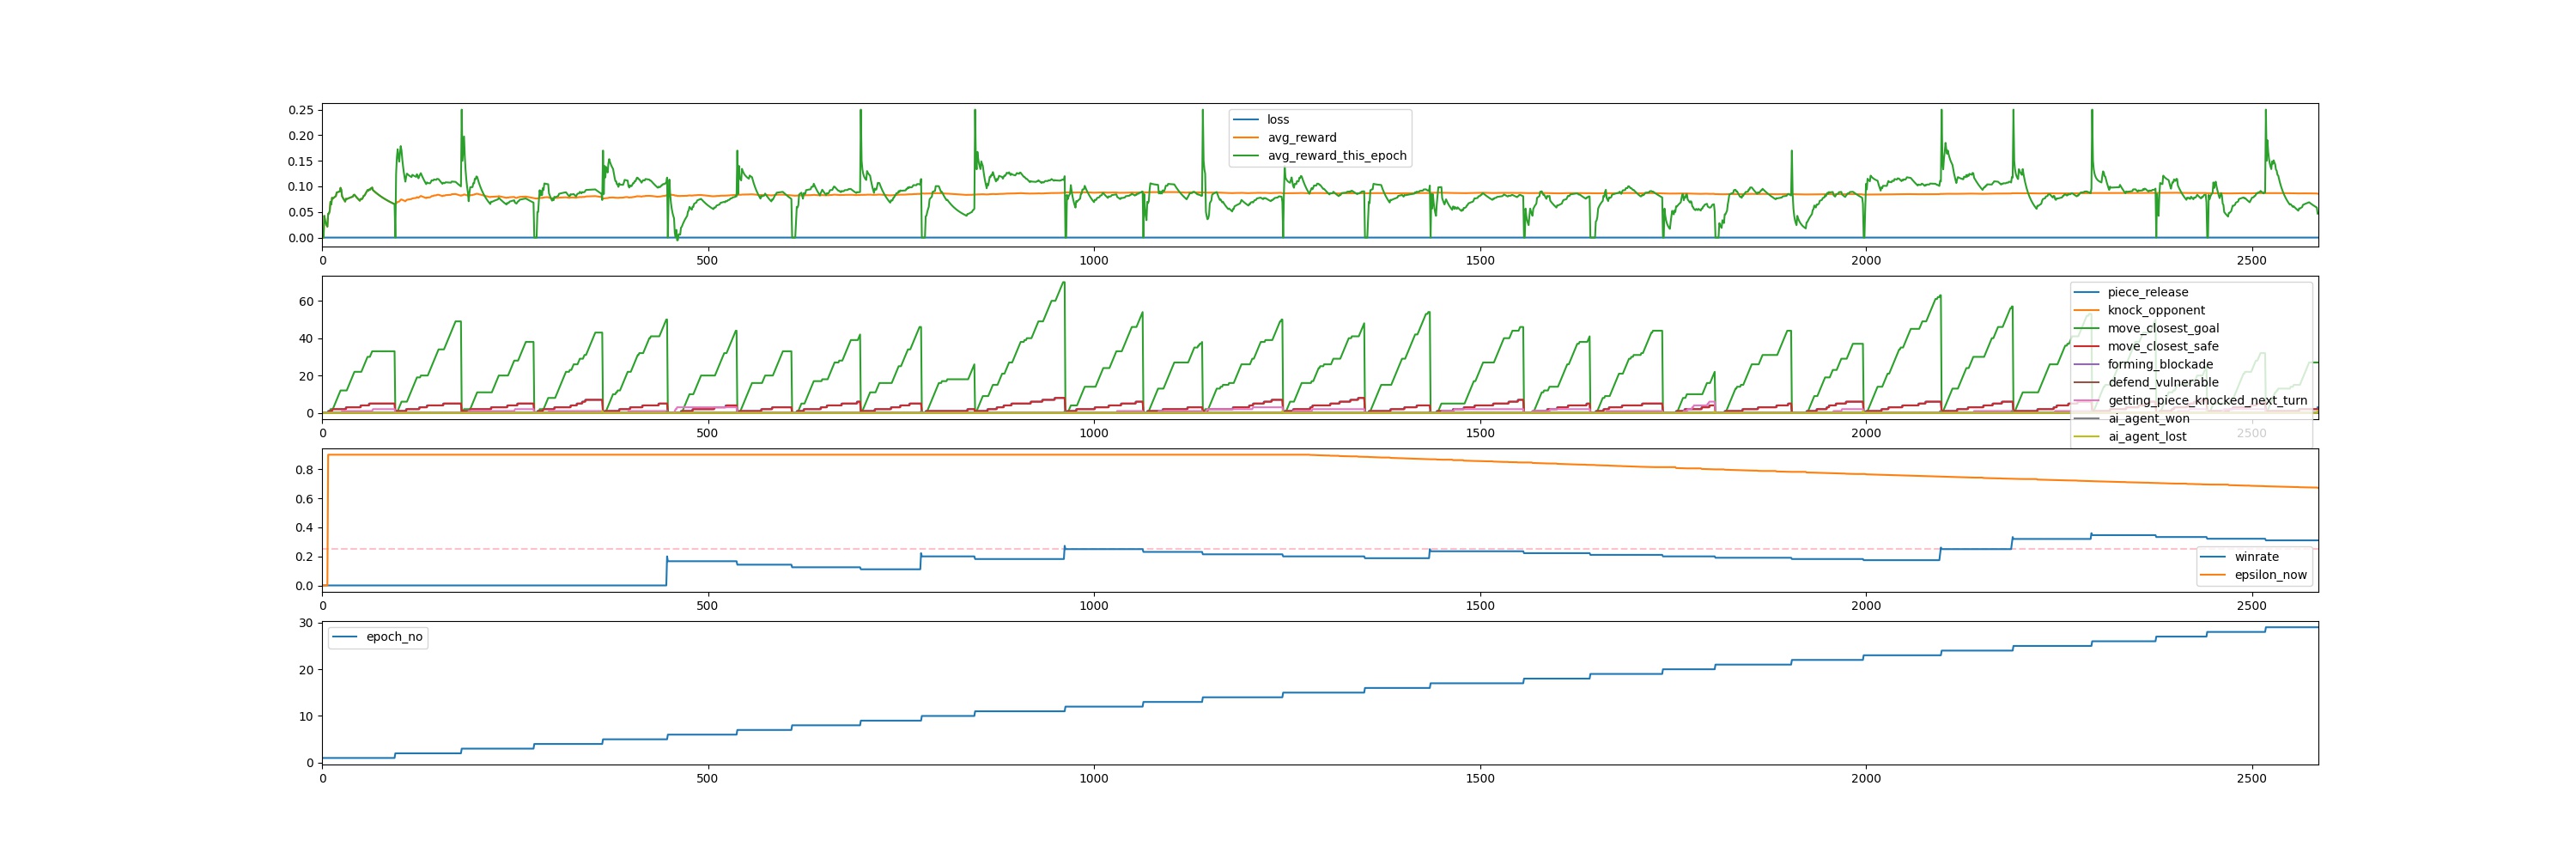 0.25
0.20
0.15
0.10
0.05
0.00
loss
avg_reward
avg_reward_this_epoch
0 500 1000 1500 2000 2500
60
40
20
0
piece_release
knock_opponent
move_closest_goal
move_closest_safe
forming_blockade
defend_vulnerable
getting_piece_knocked_next_turn
ai_agent_won
ai_agent_lost
0 500 1000 1500 2000 2500
0.8
0.6
0.4
0.2
0.0
winrate
epsilon_now
0 500 1000 1500 2000 2500
30
20
10
0
epoch_no
0 500 1000 1500 2000 2500